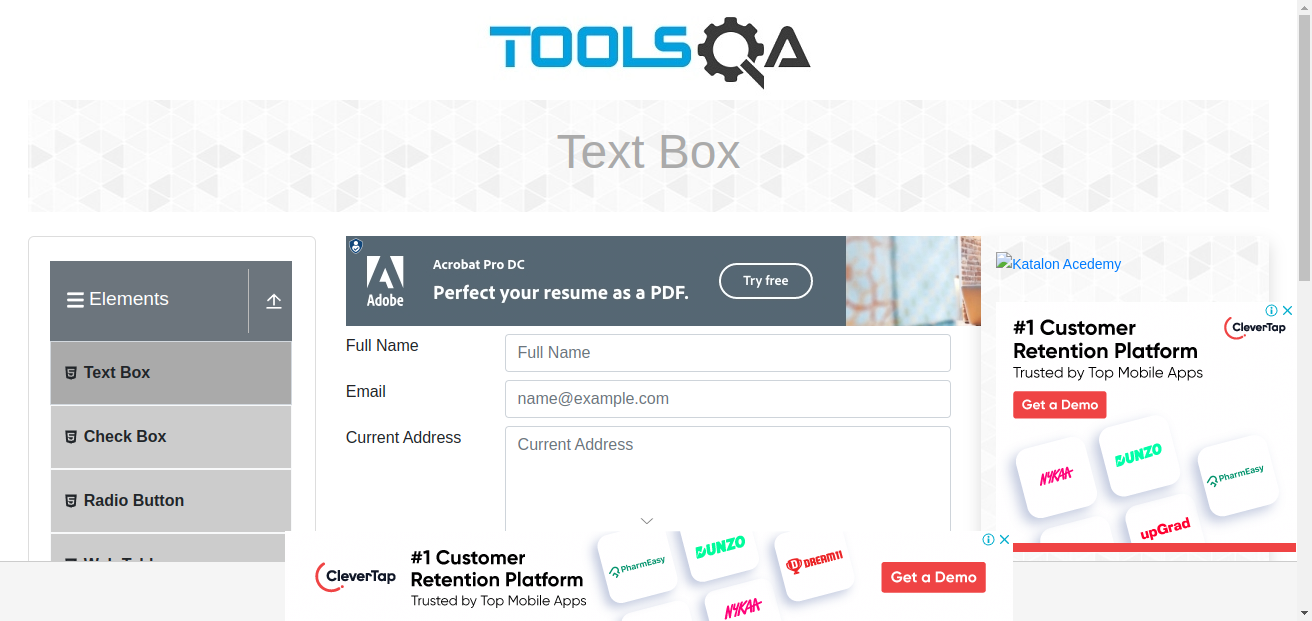 TOOLSQA
Text Box
Elements
Text Box
Check Box
Radio Button
Adobe
Acrobat Pro DC
Perfect your resume as a PDF.
Try free
Full Name
Full Name
Email
name@example.com
Current Address
Current Address
Katalon Acedemy
#1 Customer
Retention Platform
Trusted by Top Mobile Apps
Get a Demo
CleverTap
NYKAA
DUNZO
PharmEasy
upGrad
CleverTap
#1 Customer
Retention Platform
Trusted by Top Mobile Apps
PharmEasy
DUNZO
DREAM11
NYKAA
Get a Demo